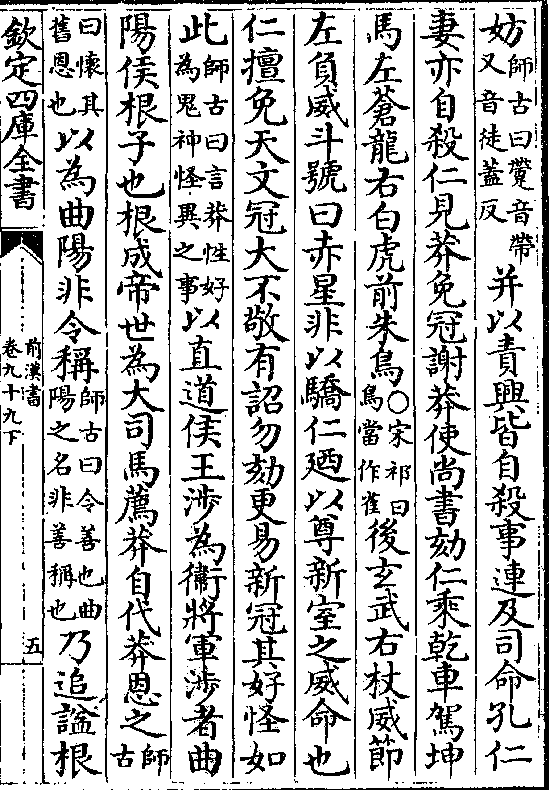 妨師古曰㸼音帶又音徒蓋反并以責興皆自殺事連及司命孔仁
妻亦自殺仁見莽免冠謝莽使尚書劾仁乘乾車駕坤
馬左蒼龍右白虎前朱鳥○宋祁曰鳥當作雀後玄武右杖威節
左負威斗號曰赤星非以驕仁廼以尊新室之威命也
仁擅免天文冠大不敬有詔勿劾更易新冠其好怪如
此師古曰言莽性好為鬼神怪異之事以直道侯王涉為衞將軍涉者曲
陽侯根子也根成帝世為大司馬薦莽自代莽恩之師古
曰懷其舊恩也以為曲陽非令稱師古曰令善也曲陽之名非善稱也乃追諡根
欽定四庫全書
前漢書
卷九十九下
五